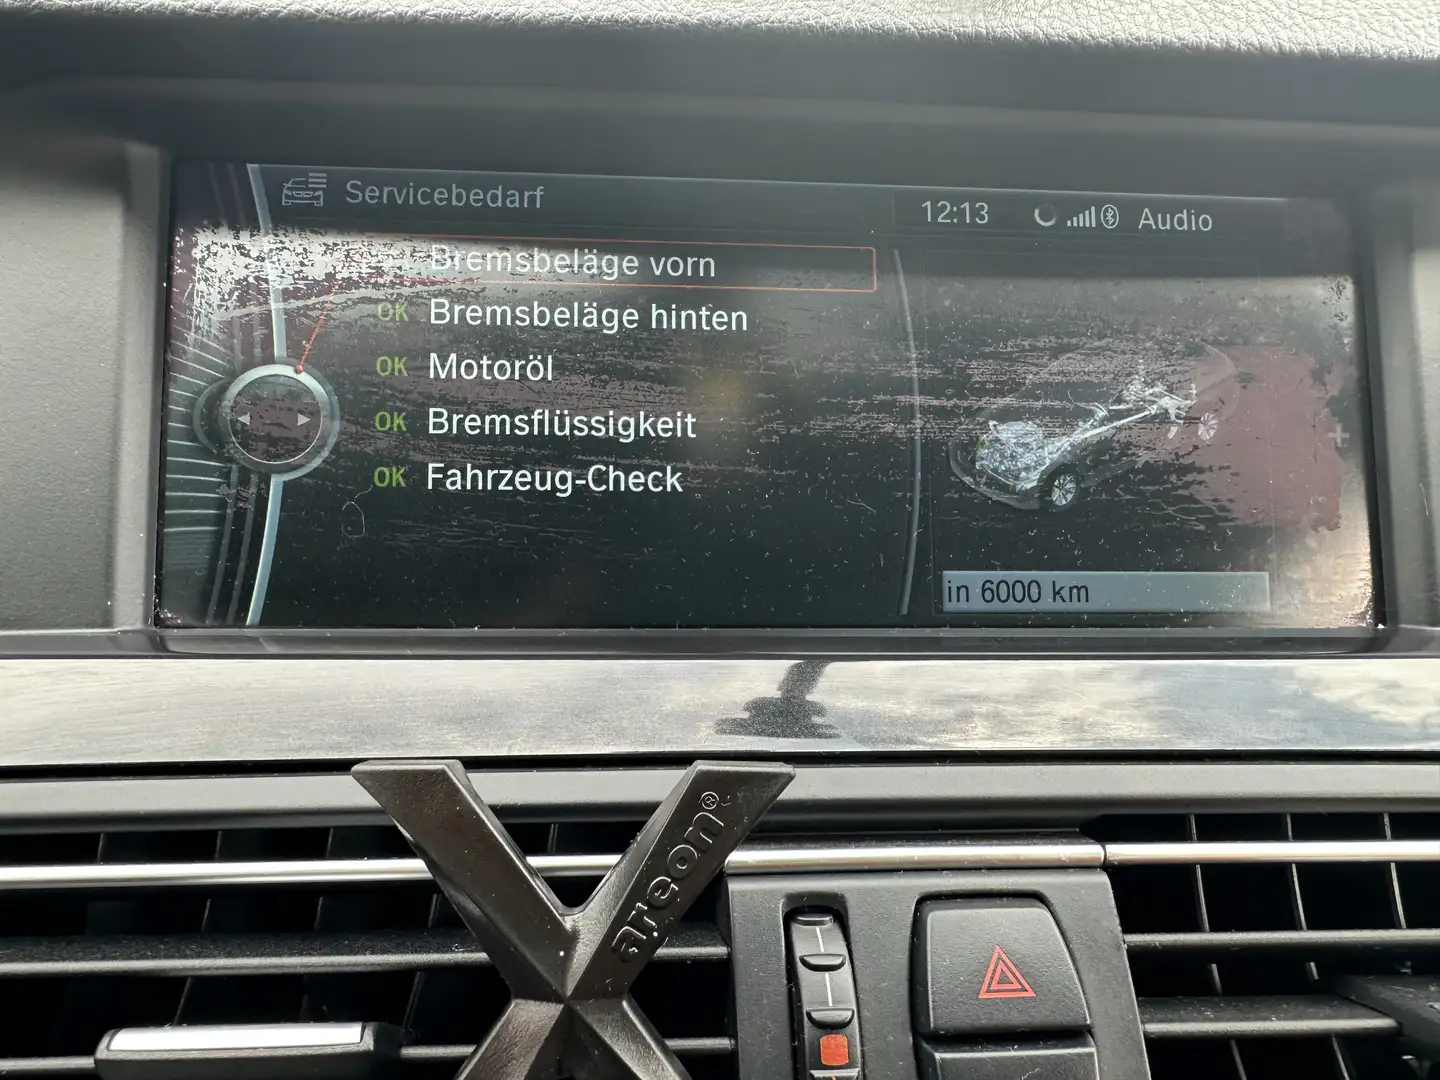 Servicebedarf
12:13 Audio
Bremsbeläge vorn
OK Bremsbeläge hinten
OK Motoröl
OK Bremsflüssigkeit
OK Fahrzeug-Check
in 6000 km
areon®